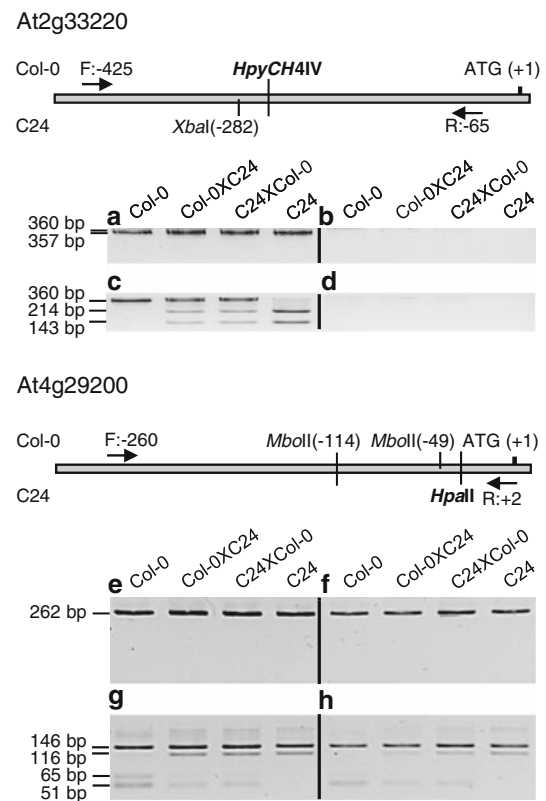 At2g33220
Col-0 F:-425 HpyCH4IV ATG (+1)
C24 XbaI(-282) R:-65
a Col-0 Col-0XC24 C24XCol-0 C24 b Col-0 Col-0XC24 C24XCol-0 C24
360 bp
357 bp
c d
360 bp
214 bp
143 bp
At4g29200
Col-0 F:-260 MboII(-114) MboII(-49) ATG (+1)
C24 HpaII R:+2
e Col-0 Col-0XC24 C24XCol-0 C24 f Col-0 Col-0XC24 C24XCol-0 C24
262 bp
g h
146 bp
116 bp
65 bp
51 bp